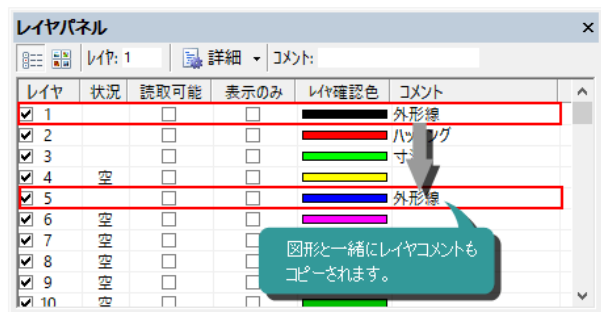 レイヤパネル ×
レイヤ: 1 詳細 コメント:
レイヤ 状況 読取可能 表示のみ レイヤ確認色 コメント
1 外形線
2 ハッチング
3
4 空
5 外形線
6 空
7 空
8 空
9 空
10 空
図形と一緒にレイヤコメントも
コピーされます。